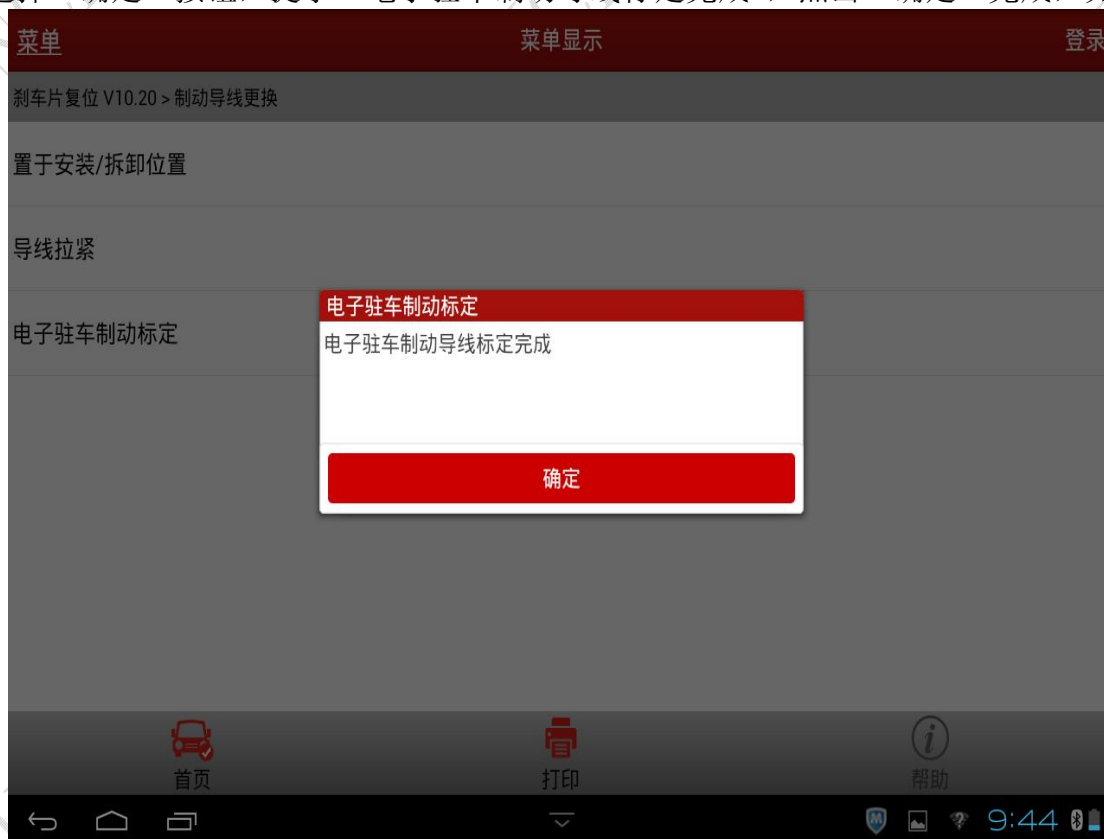 菜单
菜单显示
登录
刹车片复位 V10.20 > 制动导线更换
置于安装/拆卸位置
导线拉紧
电子驻车制动标定
电子驻车制动标定
电子驻车制动导线标定完成
确定
首页
打印
i
帮助
M
?
9:44